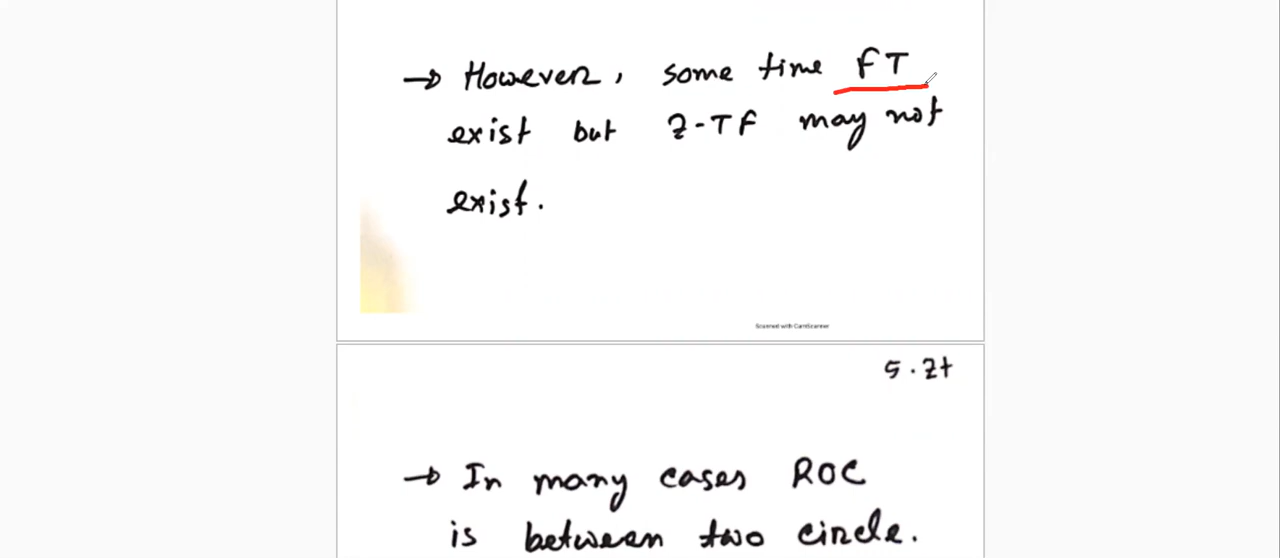 → However, some time FT
exist but Z-TF may not
exist.
Scanned with CamScanner
5. Zt
→ In many cases ROC
is between two circle.